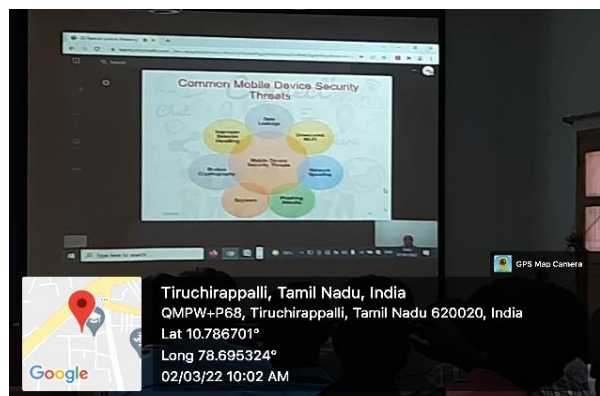 Common Mobile Device Security
Threats
Data
Leakage
Improper
Session
Handling
Unsecured
Wi-Fi
Mobile Device
Security Threats
Broken
Cryptography
Network
Spoofing
Spyware
Phishing
Attacks
Type here to search
GPS Map Camera
Google
Tiruchirappalli, Tamil Nadu, India
QMPW+P68, Tiruchirappalli, Tamil Nadu 620020, India
Lat 10.786701°
Long 78.695324°
02/03/22 10:02 AM